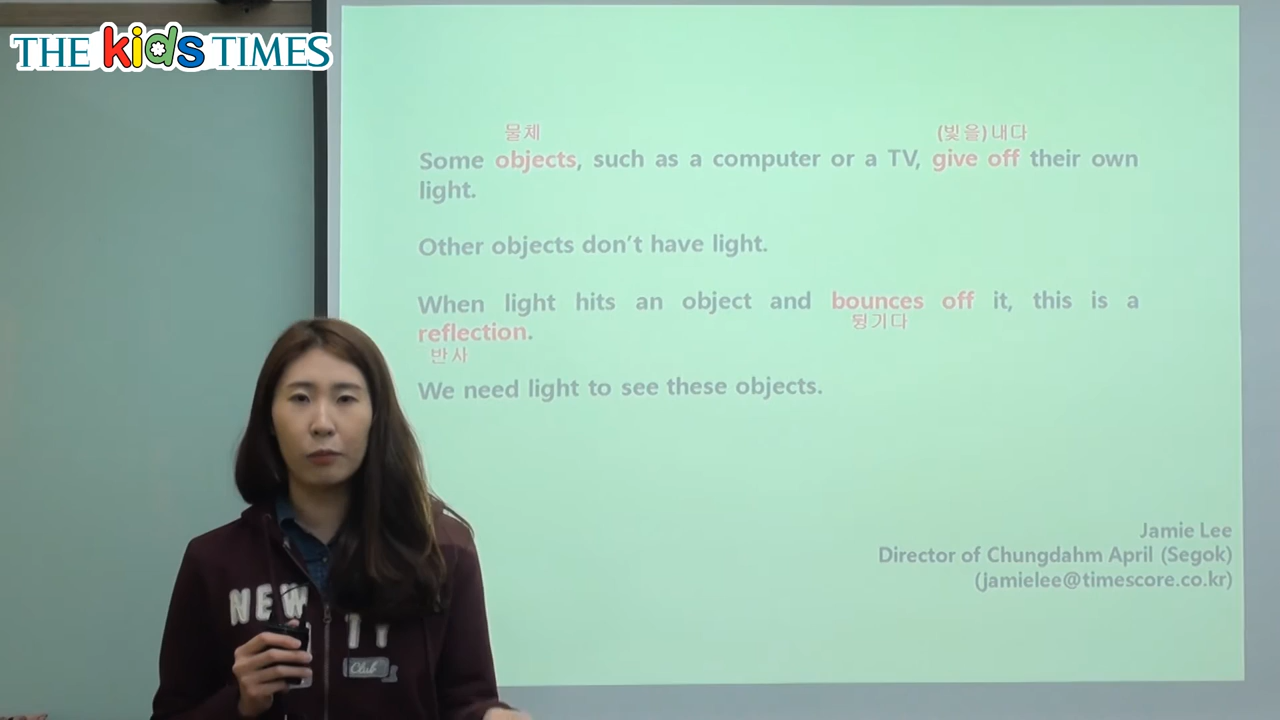 THE kids TIMES
물체 (빛을)내다
Some objects, such as a computer or a TV, give off their own
light.
Other objects don't have light.
When light hits an object and bounces off it, this is a
튕기다
reflection.
반사
We need light to see these objects.
Jamie Lee
Director of Chungdahm April (Segok)
(jamielee@timescore.co.kr)
NEW
TY
Club